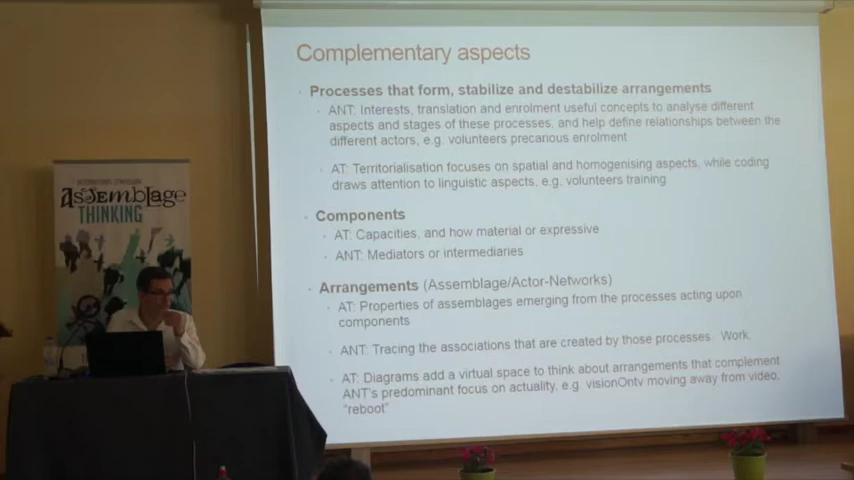 Complementary aspects
Processes that form, stabilize and destabilize arrangements
ANT: Interests, translation and enrolment useful concepts to analyse different
aspects and stages of these processes, and help define relationships between the
different actors, e.g. volunteers precarious enrolment
AT: Territorialisation focuses on spatial and homogenising aspects, while coding
draws attention to linguistic aspects, e.g. volunteers training
Components
AT: Capacities, and how material or expressive
ANT: Mediators or intermediaries
Arrangements (Assemblage/Actor-Networks)
AT: Properties of assemblages emerging from the processes acting upon
components
ANT: Tracing the associations that are created by those processes. Work.
AT: Diagrams add a virtual space to think about arrangements that complement
ANT's predominant focus on actuality, e.g visionOntv moving away from video.
"reboot"
INTERNATIONAL SYMPOSIUM
ASSEMBLAGE
THINKING